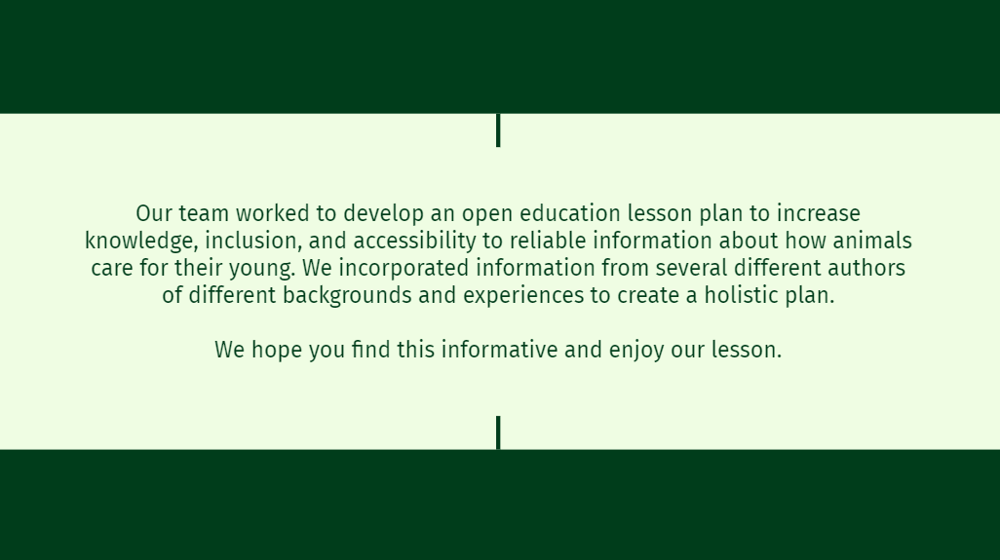 Our team worked to develop an open education lesson plan to increase
knowledge, inclusion, and accessibility to reliable information about how animals
care for their young. We incorporated information from several different authors
of different backgrounds and experiences to create a holistic plan.
We hope you find this informative and enjoy our lesson.